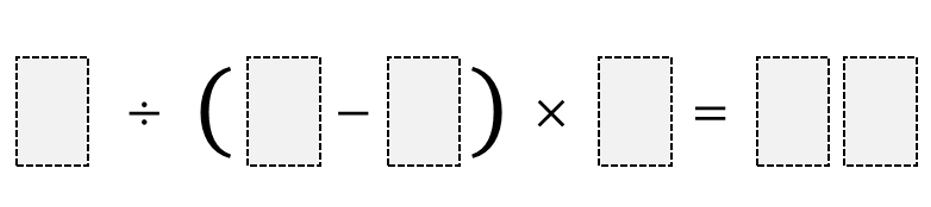 ÷ ( − ) × =